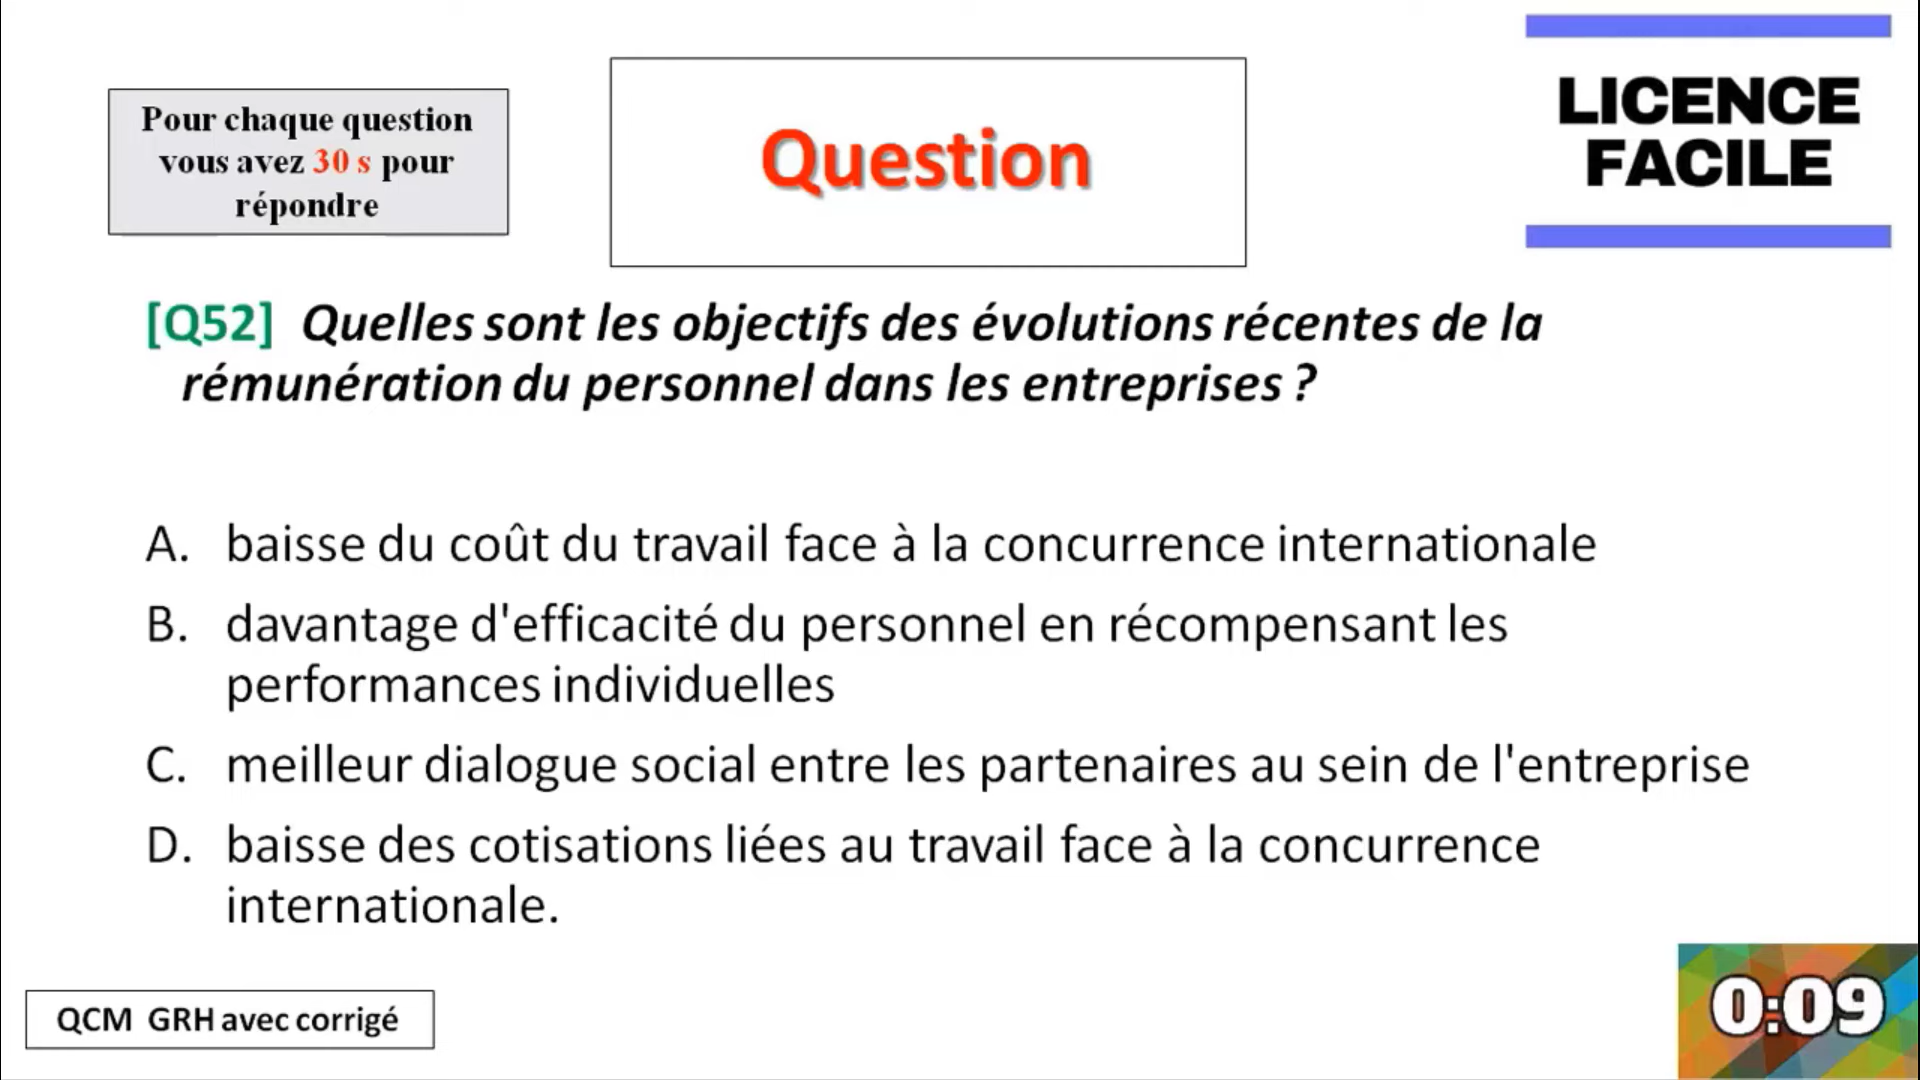 Pour chaque question
vous avez 30 s pour
répondre
Question
LICENCE
FACILE
[Q52] Quelles sont les objectifs des évolutions récentes de la
rémunération du personnel dans les entreprises ?
A. baisse du coût du travail face à la concurrence internationale
B. davantage d'efficacité du personnel en récompensant les
performances individuelles
C. meilleur dialogue social entre les partenaires au sein de l'entreprise
D. baisse des cotisations liées au travail face à la concurrence
internationale.
QCM GRH avec corrigé
0:09